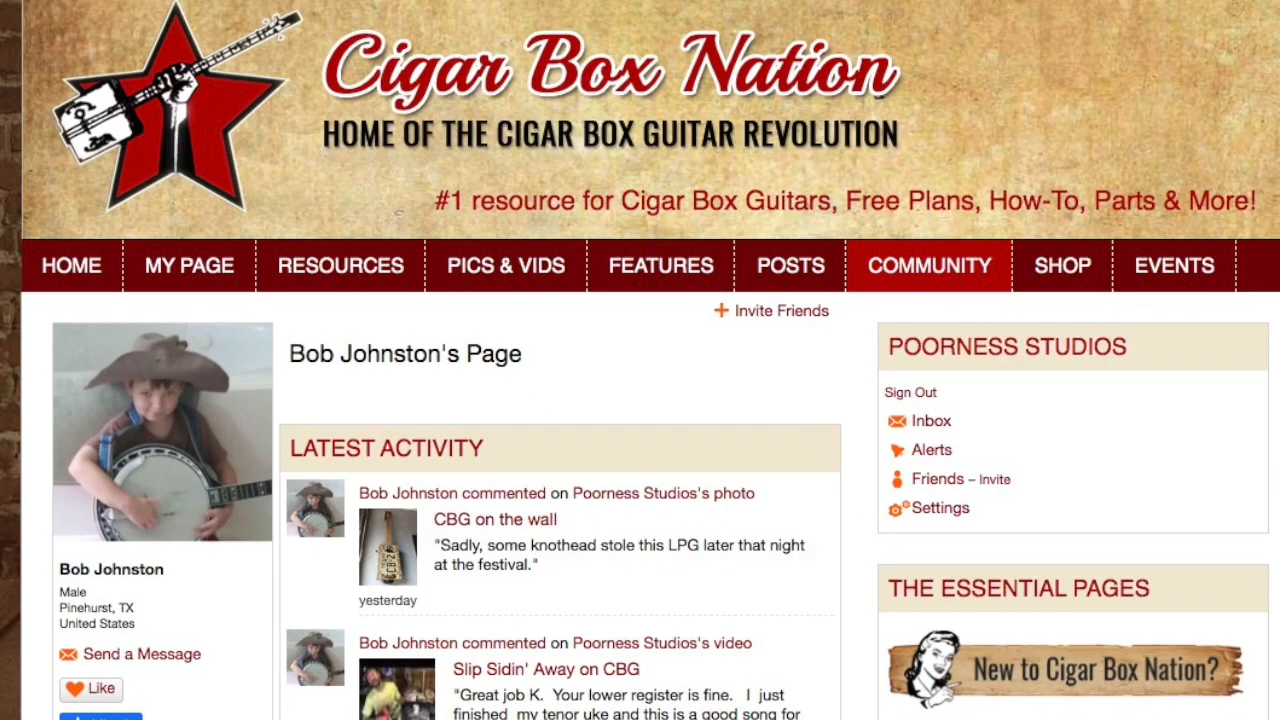 Cigar Box Nation
HOME OF THE CIGAR BOX GUITAR REVOLUTION
#1 resource for Cigar Box Guitars, Free Plans, How-To, Parts & More!
HOME MY PAGE RESOURCES PICS & VIDS FEATURES POSTS COMMUNITY SHOP EVENTS
Invite Friends
Bob Johnston's Page
Bob Johnston
Male
Pinehurst, TX
United States
Send a Message
Like
LATEST ACTIVITY
Bob Johnston commented on Poorness Studios's photo
CBG on the wall
"Sadly, some knothead stole this LPG later that night
at the festival."
yesterday
Bob Johnston commented on Poorness Studios's video
Slip Sidin' Away on CBG
"Great job K. Your lower register is fine. I just
finished my tenor uke and this is a good song for
POORNESS STUDIOS
Sign Out
Inbox
Alerts
Friends – Invite
Settings
THE ESSENTIAL PAGES
New to Cigar Box Nation?